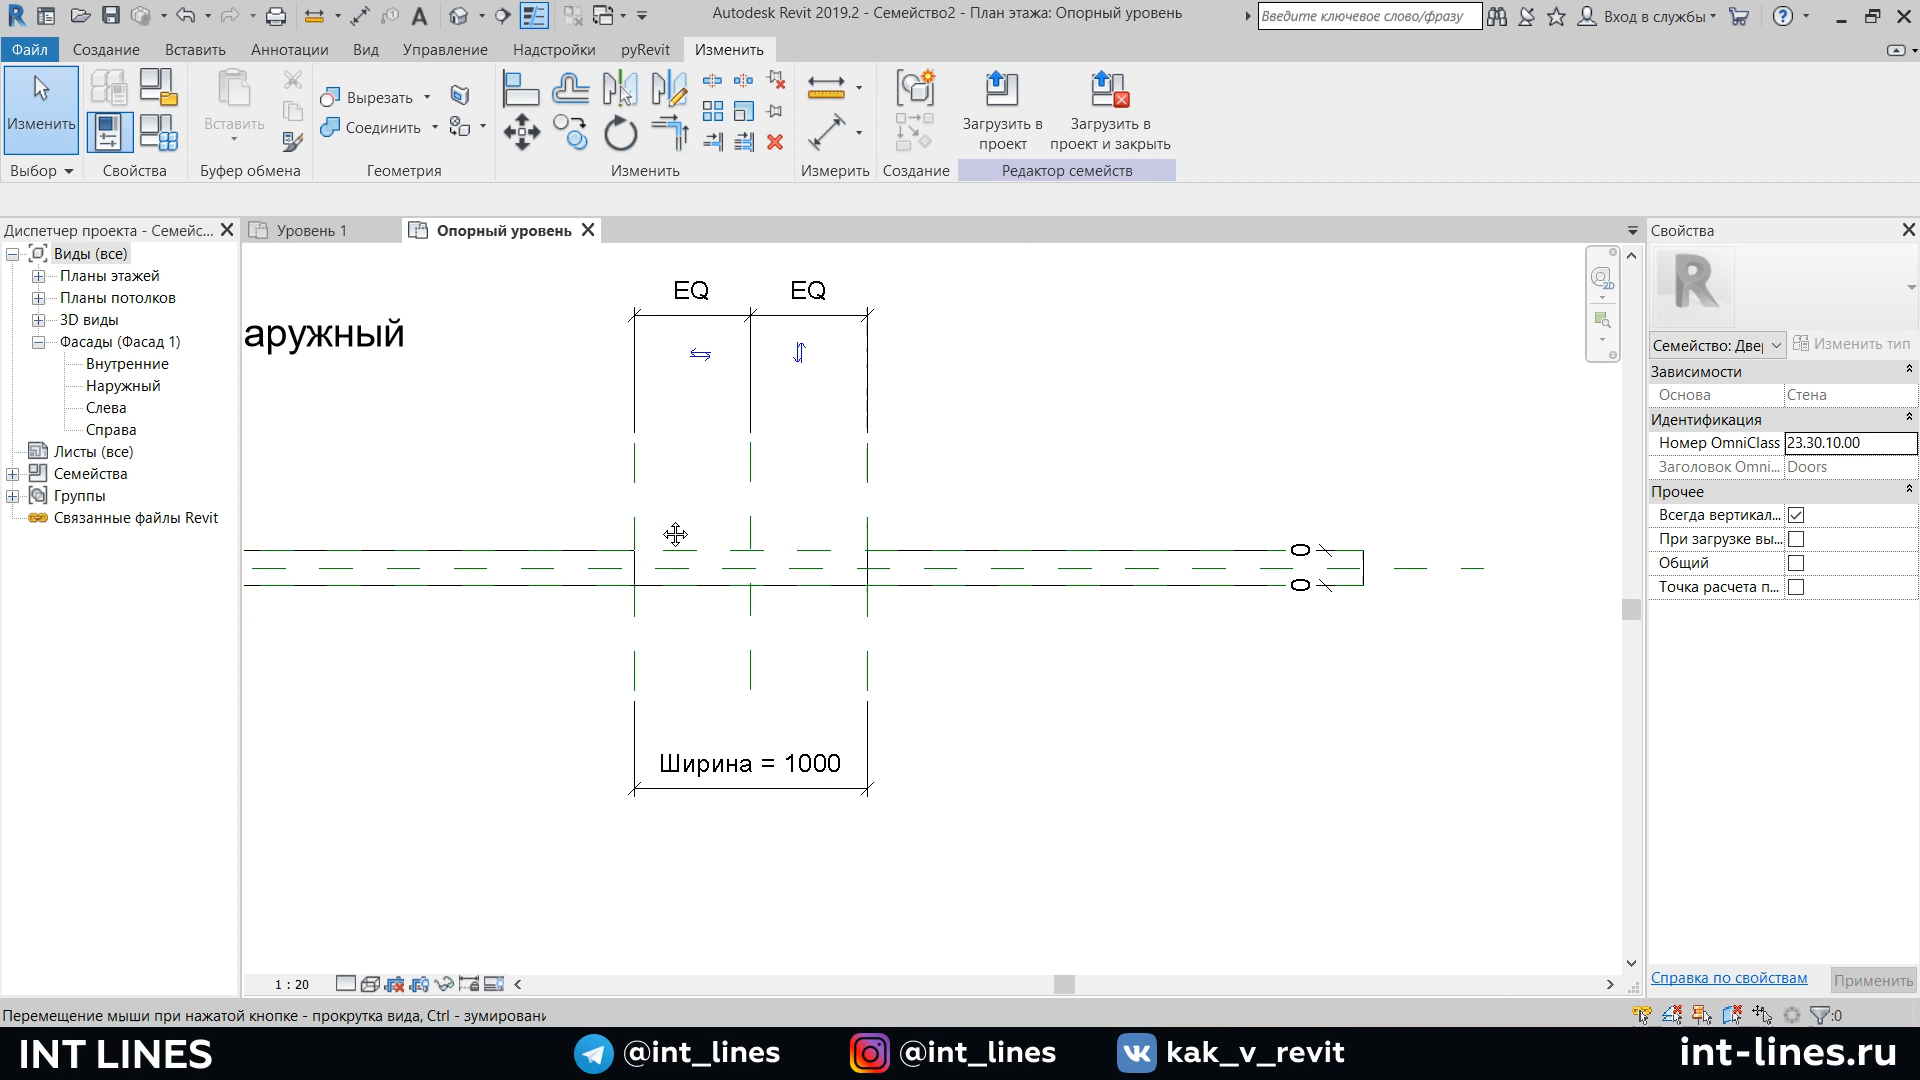 Autodesk Revit 2019.2 - Семейство2 - План этажа: Опорный уровень
Введите ключевое слово/фразу
Вход в службы
Файл Создание Вставить Аннотации Вид Управление Надстройки pyRevit Изменить
Изменить
Вставить
Вырезать
Соединить
Загрузить в проект
Загрузить в проект и закрыть
Выбор Свойства Буфер обмена Геометрия Изменить Измерить Создание Редактор семейств
Диспетчер проекта - Семейс...
Виды (все)
Планы этажей
Планы потолков
3D виды
Фасады (Фасад 1)
Внутренние
Наружный
Слева
Справа
Листы (все)
Семейства
Группы
Связанные файлы Revit
Уровень 1
Опорный уровень
аружный
EQ EQ
0
0
Ширина = 1000
2D
Свойства
R
Семейство: Две
Изменить тип
Зависимости
Основа Стена
Идентификация
Номер OmniClass 23.30.10.00
Заголовок Omni... Doors
Прочее
Всегда вертикал...
При загрузке вы...
Общий
Точка расчета п...
Справка по свойствам
Применить
1 : 20
Перемещение мыши при нажатой кнопке - прокрутка вида, Ctrl - зумировани
:0
INT LINES @int_lines @int_lines kak_v_revit int-lines.ru